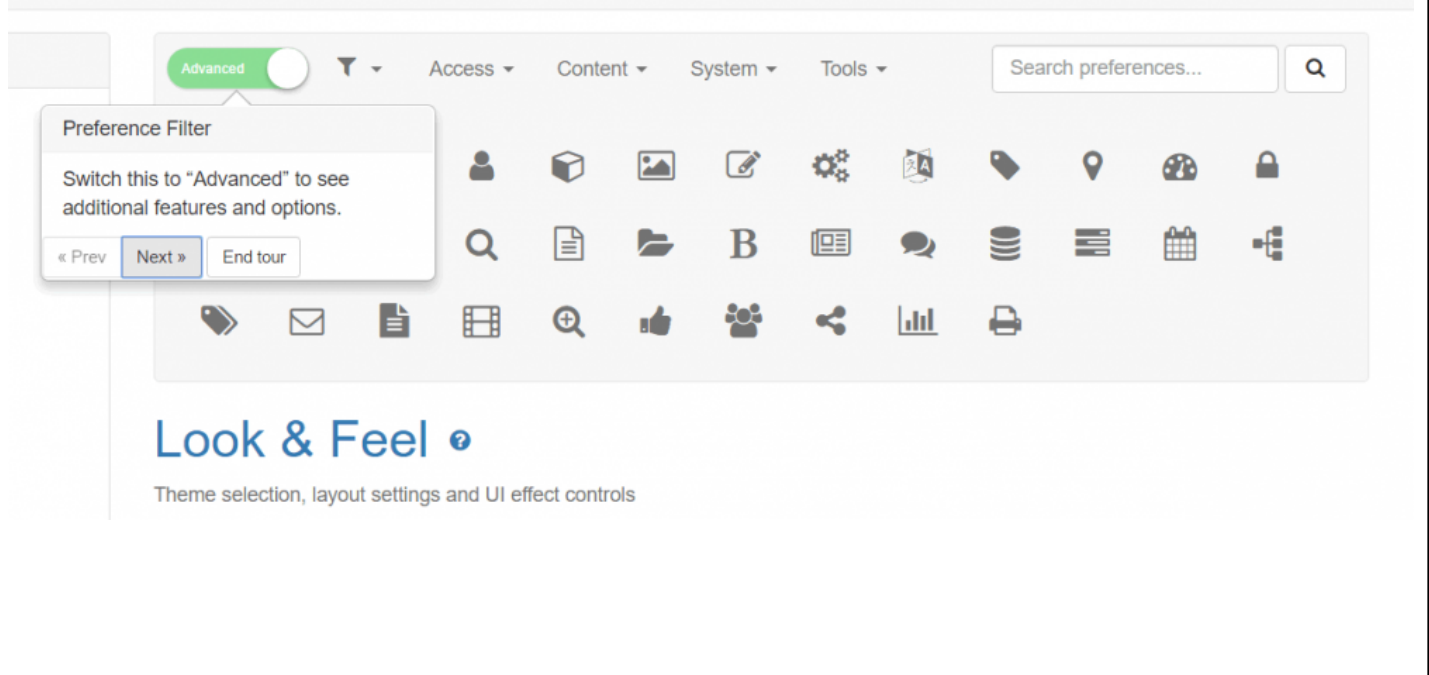 Advanced
Access
Content
System
Tools
Search preferences...
Preference Filter
Switch this to “Advanced” to see
additional features and options.
« Prev
Next »
End tour
Look & Feel
Theme selection, layout settings and UI effect controls